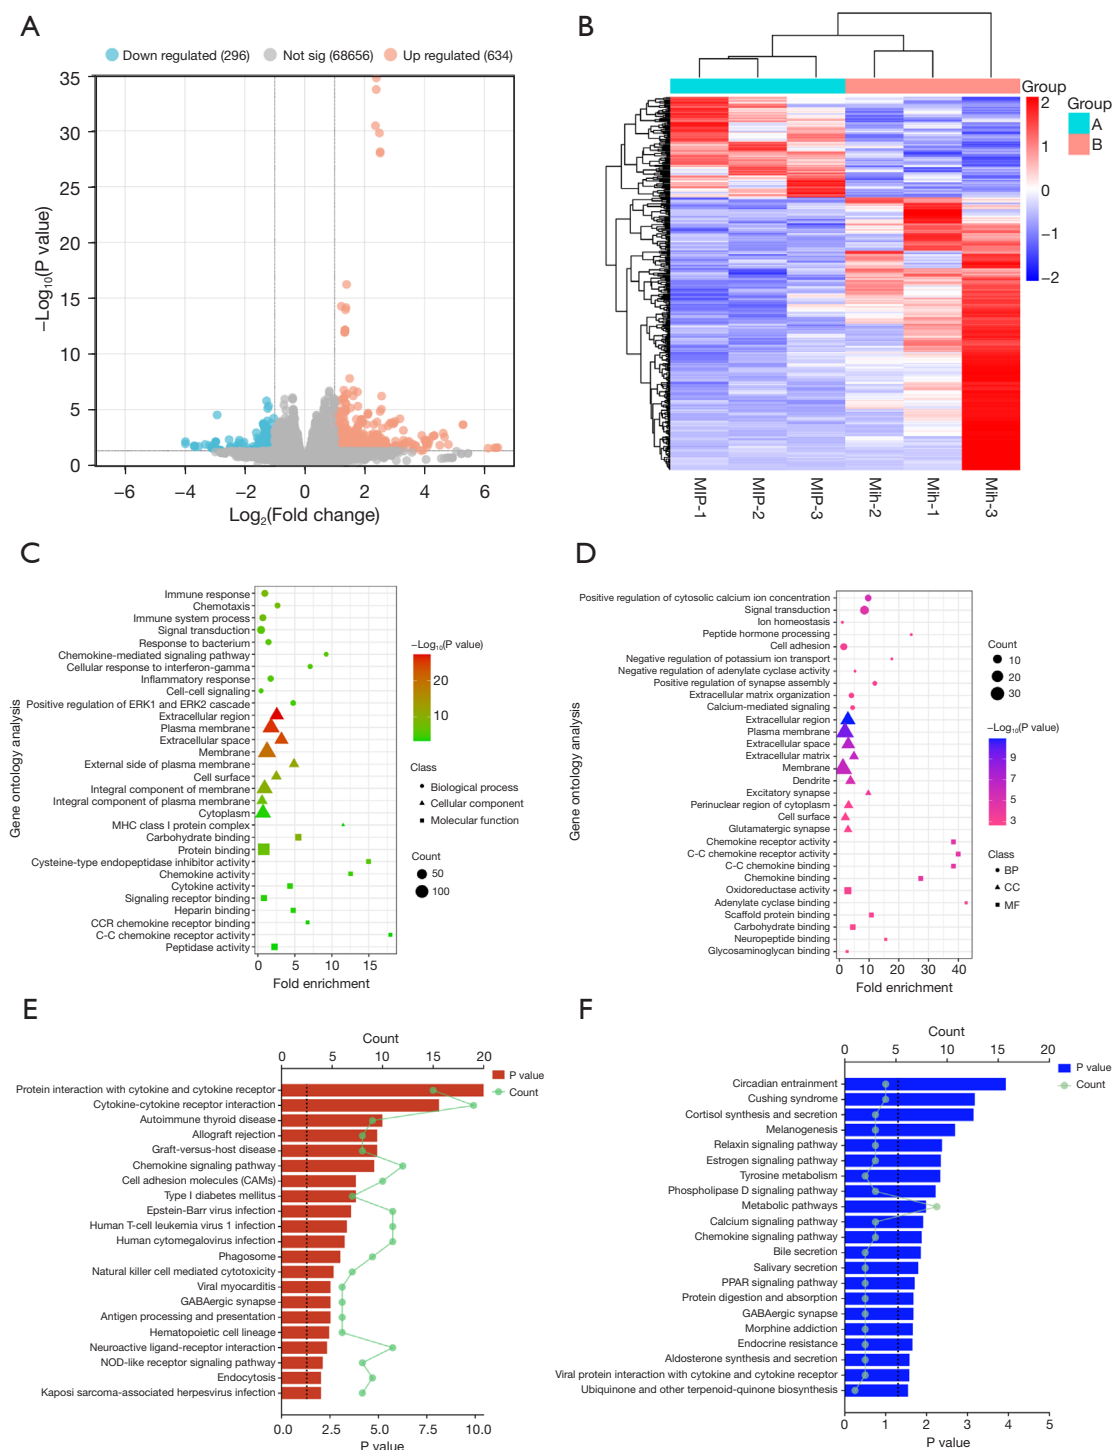 A
Down regulated (296)
Not sig (68656)
Up regulated (634)
35
30
25
20
15
10
5
0
−Log10(P value)
−6
−4
−2
0
2
4
6
Log2(Fold change)
B
Group
2
1
0
−1
−2
Group
A
B
MIP-1
MIP-2
MIP-3
Mih-2
Mih-1
Mih-3
C
Gene ontology analysis
Immune response
Chemotaxis
Immune system process
Signal transduction
Response to bacterium
Chemokine-mediated signaling pathway
Cellular response to interferon-gamma
Inflammatory response
Cell-cell signaling
Positive regulation of ERK1 and ERK2 cascade
Extracellular region
Plasma membrane
Extracellular space
Membrane
External side of plasma membrane
Cell surface
Integral component of membrane
Integral component of plasma membrane
Cytoplasm
MHC class I protein complex
Carbohydrate binding
Protein binding
Cysteine-type endopeptidase inhibitor activity
Chemokine activity
Cytokine activity
Signaling receptor binding
Heparin binding
CCR chemokine receptor binding
C-C chemokine receptor activity
Peptidase activity
0
5
10
15
Fold enrichment
−Log10(P value)
20
10
Class
Biological process
Cellular component
Molecular function
Count
50
100
D
Gene ontology analysis
Positive regulation of cytosolic calcium ion concentration
Signal transduction
Ion homeostasis
Peptide hormone processing
Cell adhesion
Negative regulation of potassium ion transport
Negative regulation of adenylate cyclase activity
Positive regulation of synapse assembly
Extracellular matrix organization
Calcium-mediated signaling
Extracellular region
Plasma membrane
Extracellular space
Extracellular matrix
Membrane
Dendrite
Excitatory synapse
Perinuclear region of cytoplasm
Cell surface
Glutamatergic synapse
Chemokine receptor activity
C-C chemokine receptor activity
C-C chemokine binding
Chemokine binding
Oxidoreductase activity
Adenylate cyclase binding
Scaffold protein binding
Carbohydrate binding
Neuropeptide binding
Glycosaminoglycan binding
0
10
20
30
40
Fold enrichment
Count
10
20
30
−Log10(P value)
9
7
5
3
Class
BP
CC
MF
E
Count
0
5
10
15
20
P value
Count
Protein interaction with cytokine and cytokine receptor
Cytokine-cytokine receptor interaction
Autoimmune thyroid disease
Allograft rejection
Graft-versus-host disease
Chemokine signaling pathway
Cell adhesion molecules (CAMs)
Type I diabetes mellitus
Epstein-Barr virus infection
Human T-cell leukemia virus 1 infection
Human cytomegalovirus infection
Phagosome
Natural killer cell mediated cytotoxicity
Viral myocarditis
GABAergic synapse
Antigen processing and presentation
Hematopoietic cell lineage
Neuroactive ligand-receptor interaction
NOD-like receptor signaling pathway
Endocytosis
Kaposi sarcoma-associated herpesvirus infection
0.0
2.5
5.0
7.5
10.0
P value
F
Count
0
5
10
15
20
P value
Count
Circadian entrainment
Cushing syndrome
Cortisol synthesis and secretion
Melanogenesis
Relaxin signaling pathway
Estrogen signaling pathway
Tyrosine metabolism
Phospholipase D signaling pathway
Metabolic pathways
Calcium signaling pathway
Chemokine signaling pathway
Bile secretion
Salivary secretion
PPAR signaling pathway
Protein digestion and absorption
GABAergic synapse
Morphine addiction
Endocrine resistance
Aldosterone synthesis and secretion
Viral protein interaction with cytokine and cytokine receptor
Ubiquinone and other terpenoid-quinone biosynthesis
0
1
2
3
4
5
P value